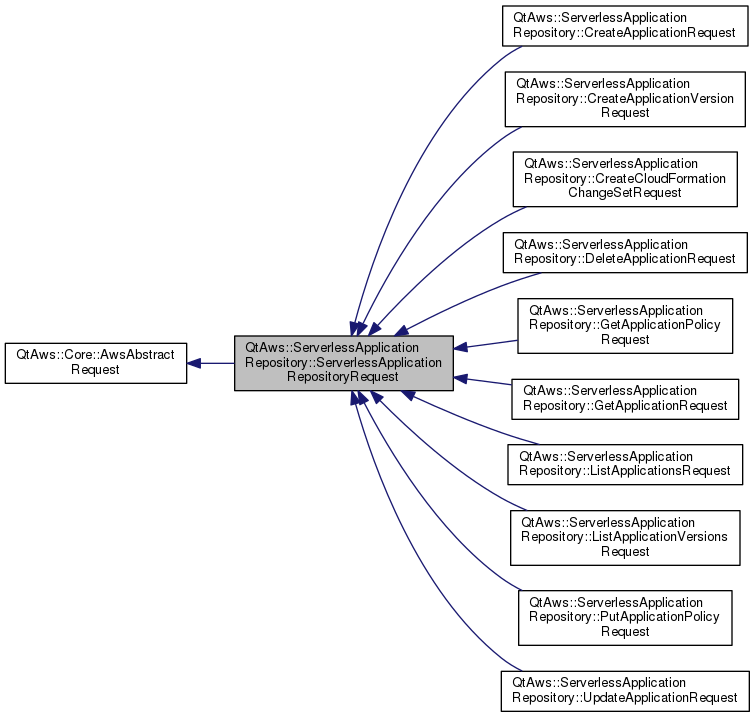 QtAws::ServerlessApplication
Repository::CreateApplicationRequest
QtAws::ServerlessApplication
Repository::CreateApplicationVersion
Request
QtAws::ServerlessApplication
Repository::CreateCloudFormation
ChangeSetRequest
QtAws::ServerlessApplication
Repository::DeleteApplicationRequest
QtAws::ServerlessApplication
Repository::GetApplicationPolicy
Request
QtAws::Core::AwsAbstract
Request
QtAws::ServerlessApplication
Repository::ServerlessApplication
RepositoryRequest
QtAws::ServerlessApplication
Repository::GetApplicationRequest
QtAws::ServerlessApplication
Repository::ListApplicationsRequest
QtAws::ServerlessApplication
Repository::ListApplicationVersions
Request
QtAws::ServerlessApplication
Repository::PutApplicationPolicy
Request
QtAws::ServerlessApplication
Repository::UpdateApplicationRequest